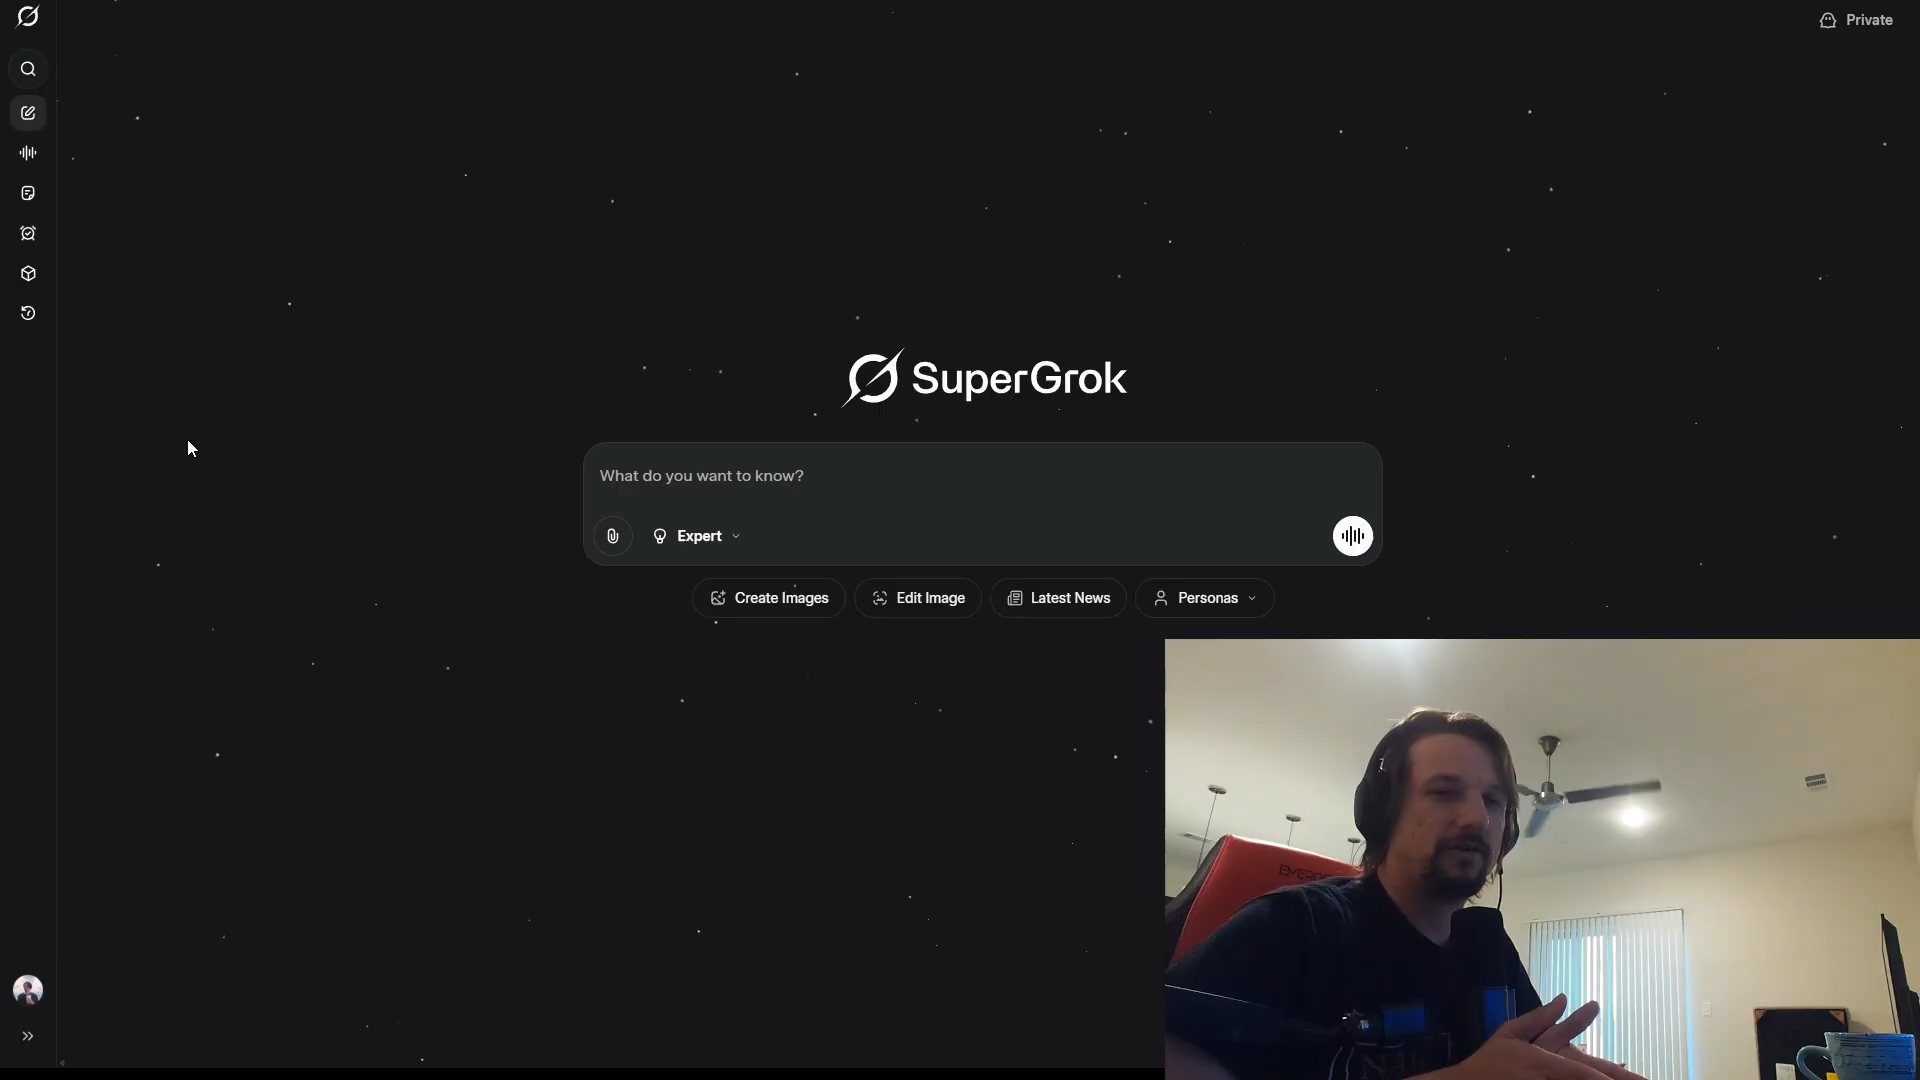 Private
SuperGrok
What do you want to know?
Expert
Create Images
Edit Image
Latest News
Personas